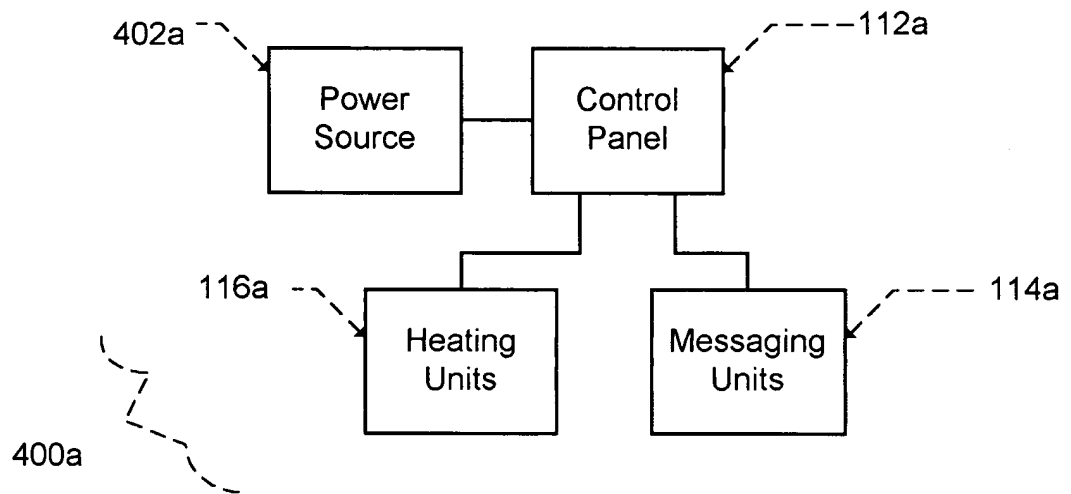 402a
112a
Power
Source
Control
Panel
116a
114a
Heating
Units
Messaging
Units
400a